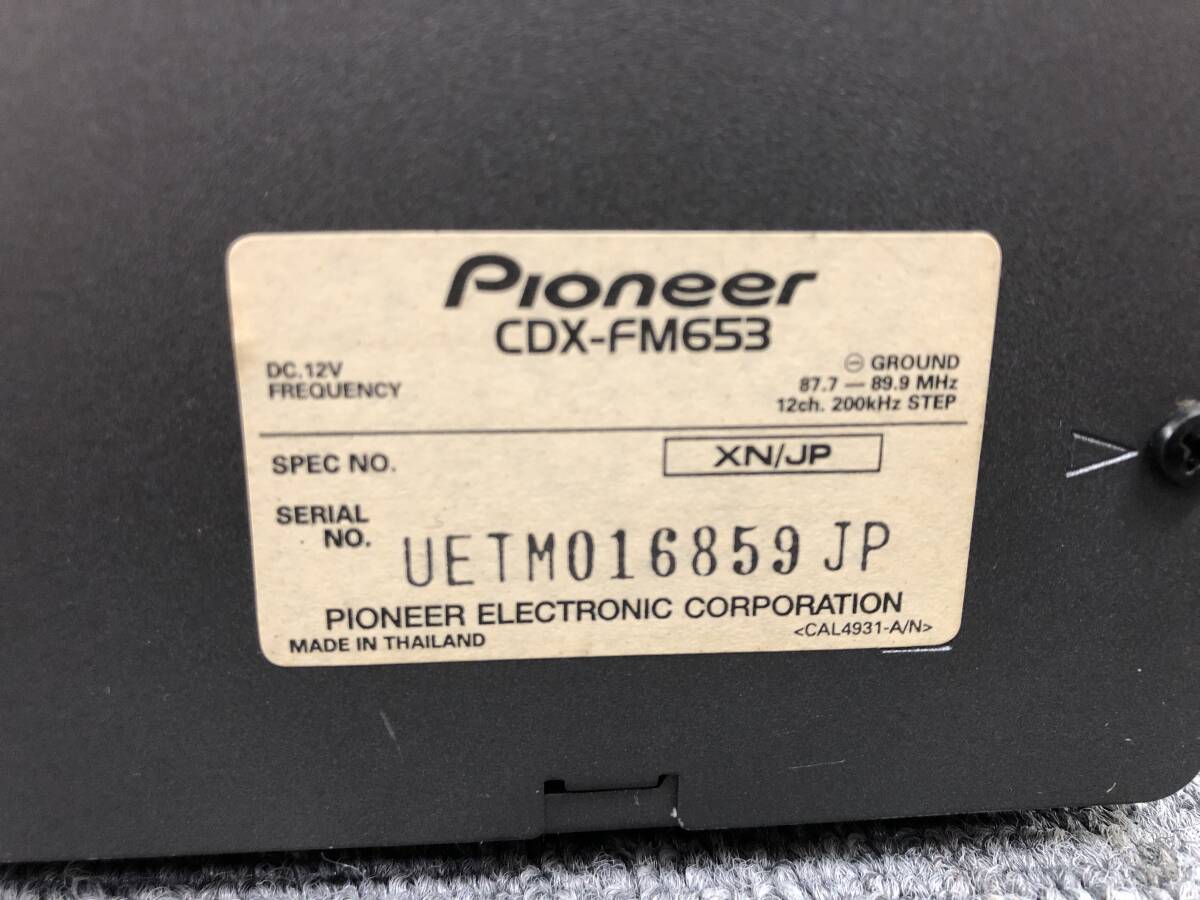 Pioneer
CDX-FM653
DC.12V ⊖ GROUND
FREQUENCY 87.7 — 89.9 MHz
12ch. 200kHz STEP
SPEC NO. XN/JP
SERIAL
NO. UETM016859JP
PIONEER ELECTRONIC CORPORATION
MADE IN THAILAND <CAL4931-A/N>